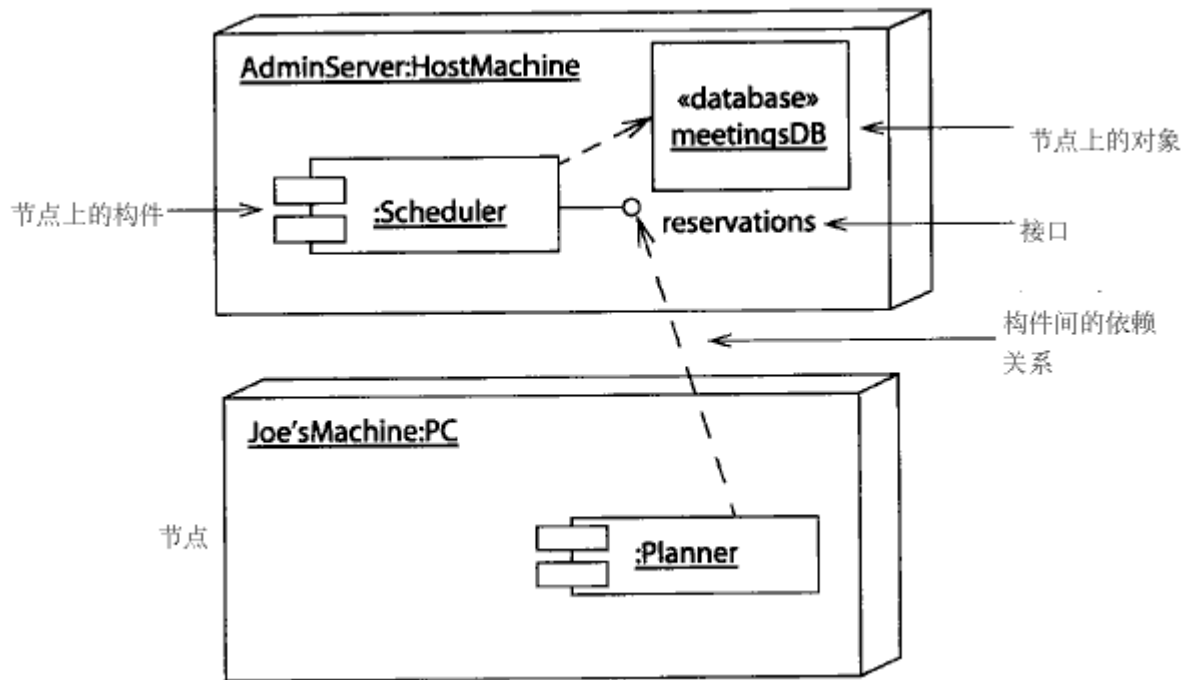 AdminServer:HostMachine
«database»
meetingsDB
节点上的对象
节点上的构件
:Scheduler
reservations
接口
构件间的依赖
关系
Joe'sMachine:PC
节点
:Planner